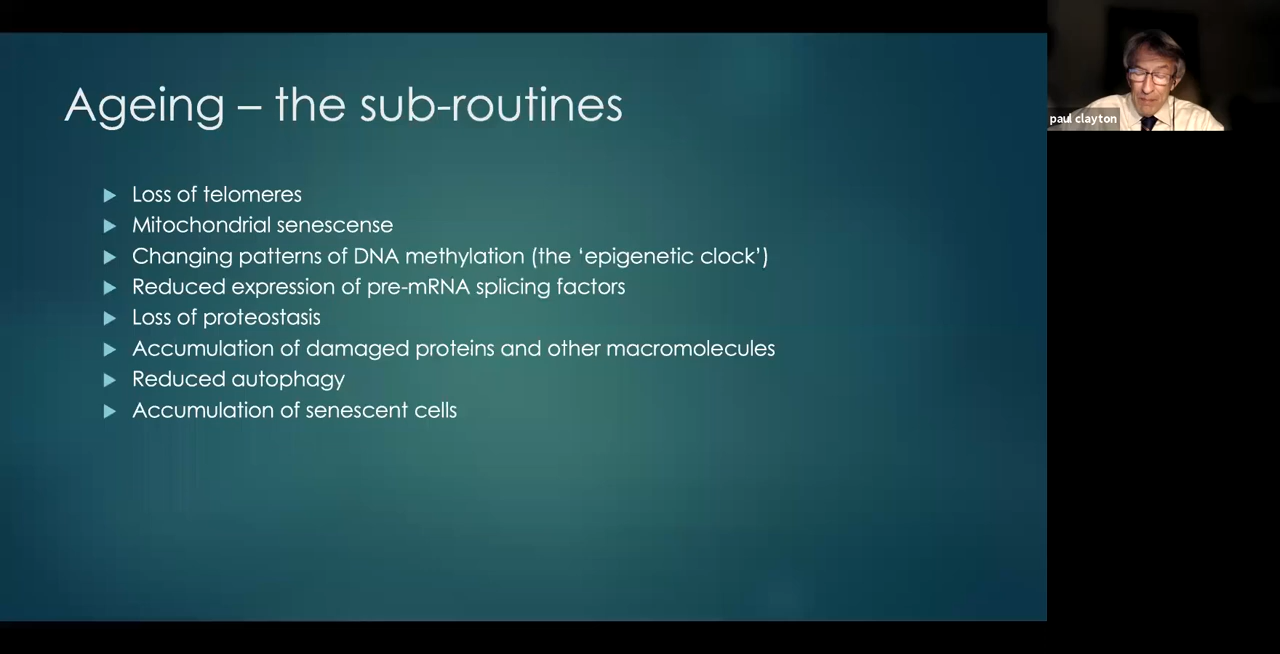 Ageing – the sub-routines
Loss of telomeres
Mitochondrial senescense
Changing patterns of DNA methylation (the ‘epigenetic clock’)
Reduced expression of pre-mRNA splicing factors
Loss of proteostasis
Accumulation of damaged proteins and other macromolecules
Reduced autophagy
Accumulation of senescent cells
paul clayton